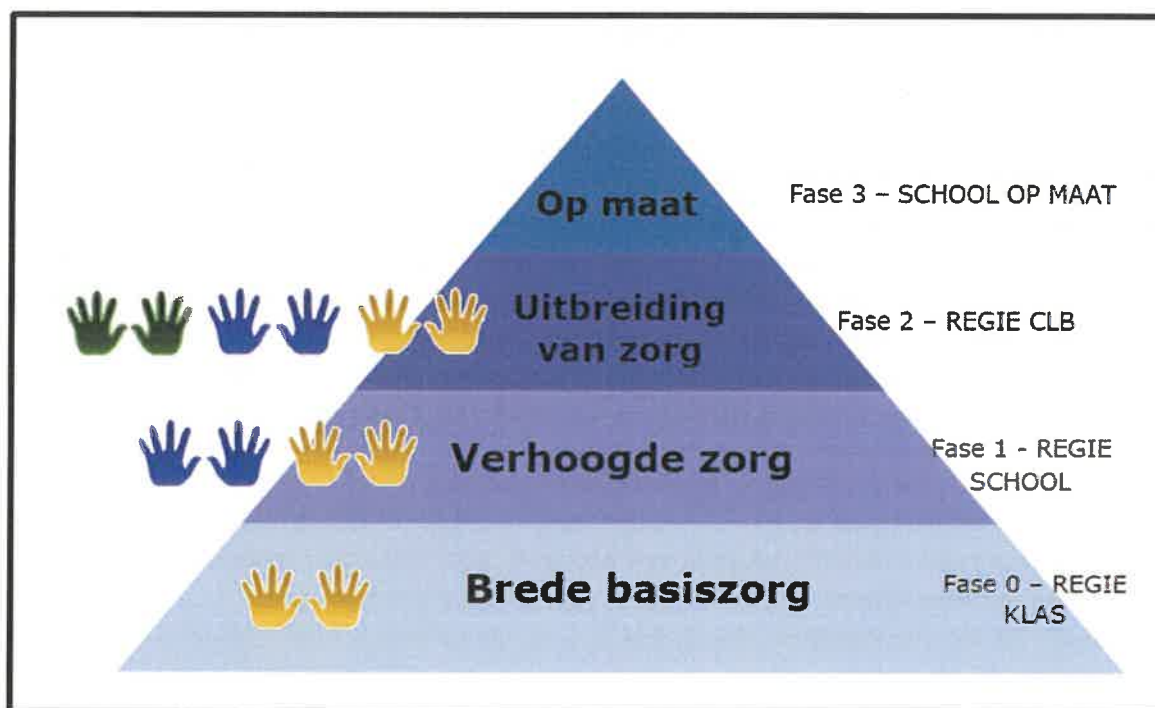 Op maat
Fase 3 – SCHOOL OP MAAT
Uitbreiding
van zorg
Fase 2 – REGIE CLB
Verhoogde zorg
Fase 1 - REGIE
SCHOOL
Brede basiszorg
Fase 0 – REGIE
KLAS